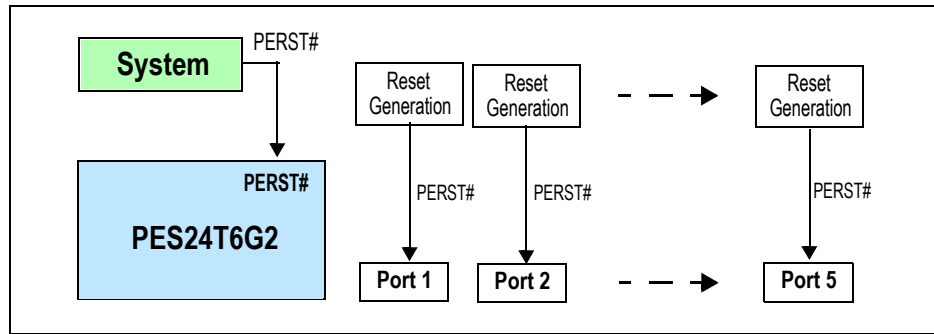 PERST#
System
PERST#
PES24T6G2
Reset
Generation
Reset
Generation
Reset
Generation
PERST#
PERST#
PERST#
Port 1
Port 2
Port 5